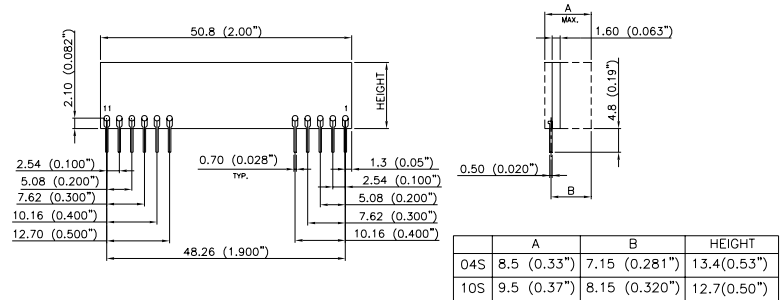 50.8 (2.00")
2.10 (0.082")
HEIGHT
11
1
2.54 (0.100")
5.08 (0.200")
7.62 (0.300")
10.16 (0.400")
12.70 (0.500")
0.70 (0.028")
TYP.
1.3 (0.05")
2.54 (0.100")
5.08 (0.200")
7.62 (0.300")
10.16 (0.400")
48.26 (1.900")
A
MAX.
1.60 (0.063")
4.8 (0.19")
0.50 (0.020")
B
A B HEIGHT
04S 8.5 (0.33") 7.15 (0.281") 13.4(0.53")
10S 9.5 (0.37") 8.15 (0.320") 12.7(0.50")